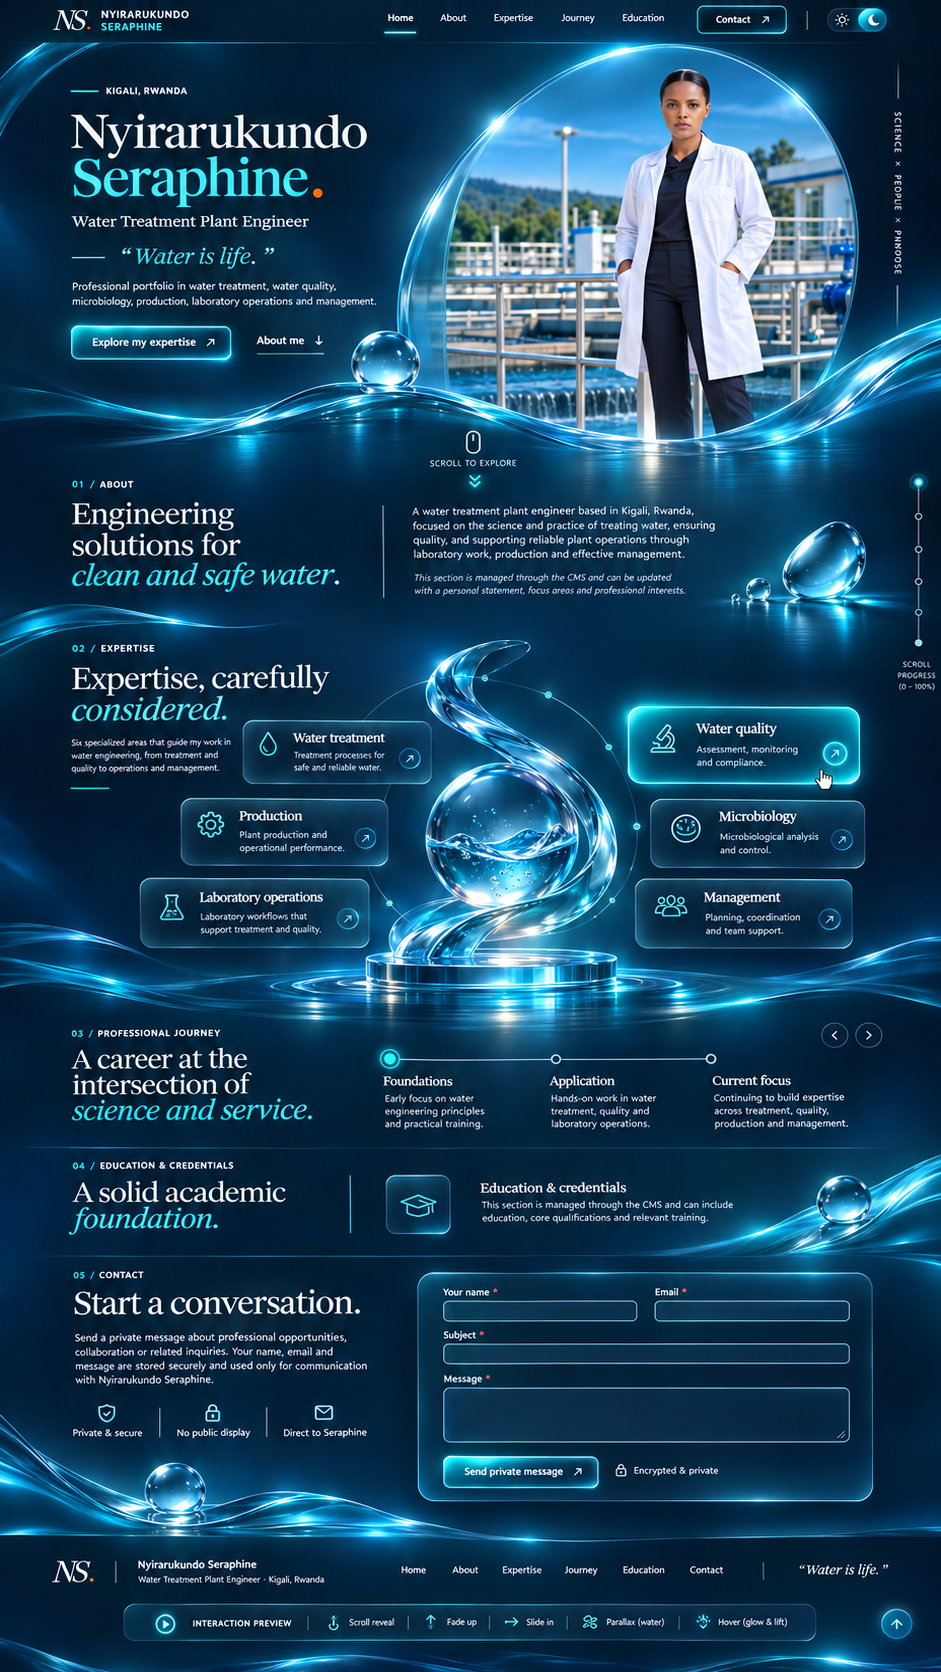 NS.
NYIRARUKUNDO
SERAPHINE
Home
About
Expertise
Journey
Education
Contact
KIGALI, RWANDA
Nyirarukundo
Seraphine.
Water Treatment Plant Engineer
“Water is life.”
Professional portfolio in water treatment, water quality,
microbiology, production, laboratory operations and management.
Explore my expertise
About me
SCIENCE × PEOPLE ×
SCROLL TO EXPLORE
01 / ABOUT
Engineering
solutions for
clean and safe water.
A water treatment plant engineer based in Kigali, Rwanda,
focused on the science and practice of treating water, ensuring
quality, and supporting reliable plant operations through
laboratory work, production and effective management.
This section is managed through the CMS and can be updated
with a personal statement, focus areas and professional interests.
SCROLL
PROGRESS
(0 – 100%)
02 / EXPERTISE
Expertise, carefully
considered.
Six specialized areas that guide my work in
water engineering, from treatment and
quality to operations and management.
Water treatment
Treatment processes for
safe and reliable water.
Water quality
Assessment, monitoring
and compliance.
Production
Plant production and
operational performance.
Microbiology
Microbiological analysis
and control.
Laboratory operations
Laboratory workflows that
support treatment and quality.
Management
Planning, coordination
and team support.
03 / PROFESSIONAL JOURNEY
A career at the
intersection of
science and service.
Foundations
Early focus on water
engineering principles
and practical training.
Application
Hands-on work in water
treatment, quality and
laboratory operations.
Current focus
Continuing to build expertise
across treatment, quality,
production and management.
04 / EDUCATION & CREDENTIALS
A solid academic
foundation.
Education & credentials
This section is managed through the CMS and can include
education, core qualifications and relevant training.
05 / CONTACT
Start a conversation.
Send a private message about professional opportunities,
collaboration or related inquiries. Your name, email and
message are stored securely and used only for communication
with Nyirarukundo Seraphine.
Private & secure
No public display
Direct to Seraphine
Your name *
Email *
Subject *
Message *
Send private message
Encrypted & private
NS.
Nyirarukundo Seraphine
Water Treatment Plant Engineer · Kigali, Rwanda
Home
About
Expertise
Journey
Education
Contact
“Water is life.”
INTERACTION PREVIEW
Scroll reveal
Fade up
Slide in
Parallax (water)
Hover (glow & lift)